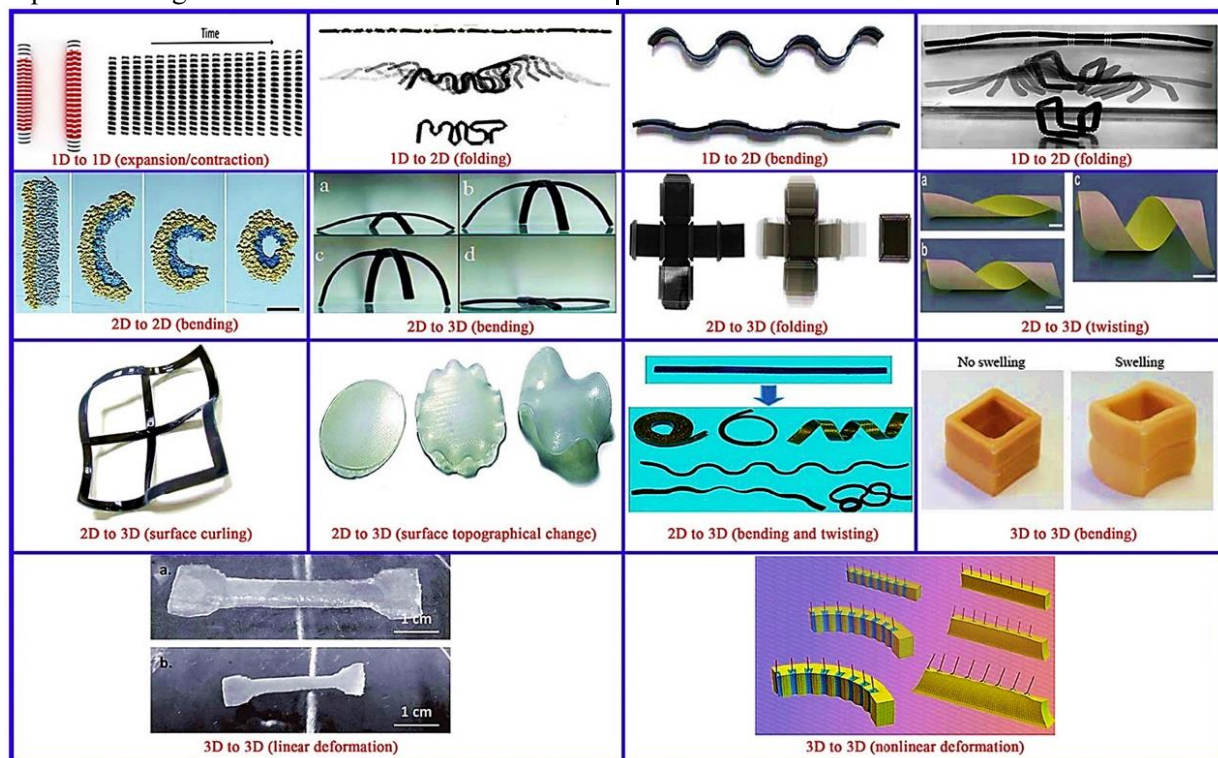 Time
1D to 1D (expansion/contraction)
1D to 2D (folding)
1D to 2D (bending)
1D to 2D (folding)
2D to 2D (bending)
a
b
c
d
2D to 3D (bending)
2D to 3D (folding)
a
b
c
2D to 3D (twisting)
2D to 3D (surface curling)
2D to 3D (surface topographical change)
2D to 3D (bending and twisting)
No swelling
Swelling
3D to 3D (bending)
a.
1 cm
b.
1 cm
3D to 3D (linear deformation)
3D to 3D (nonlinear deformation)